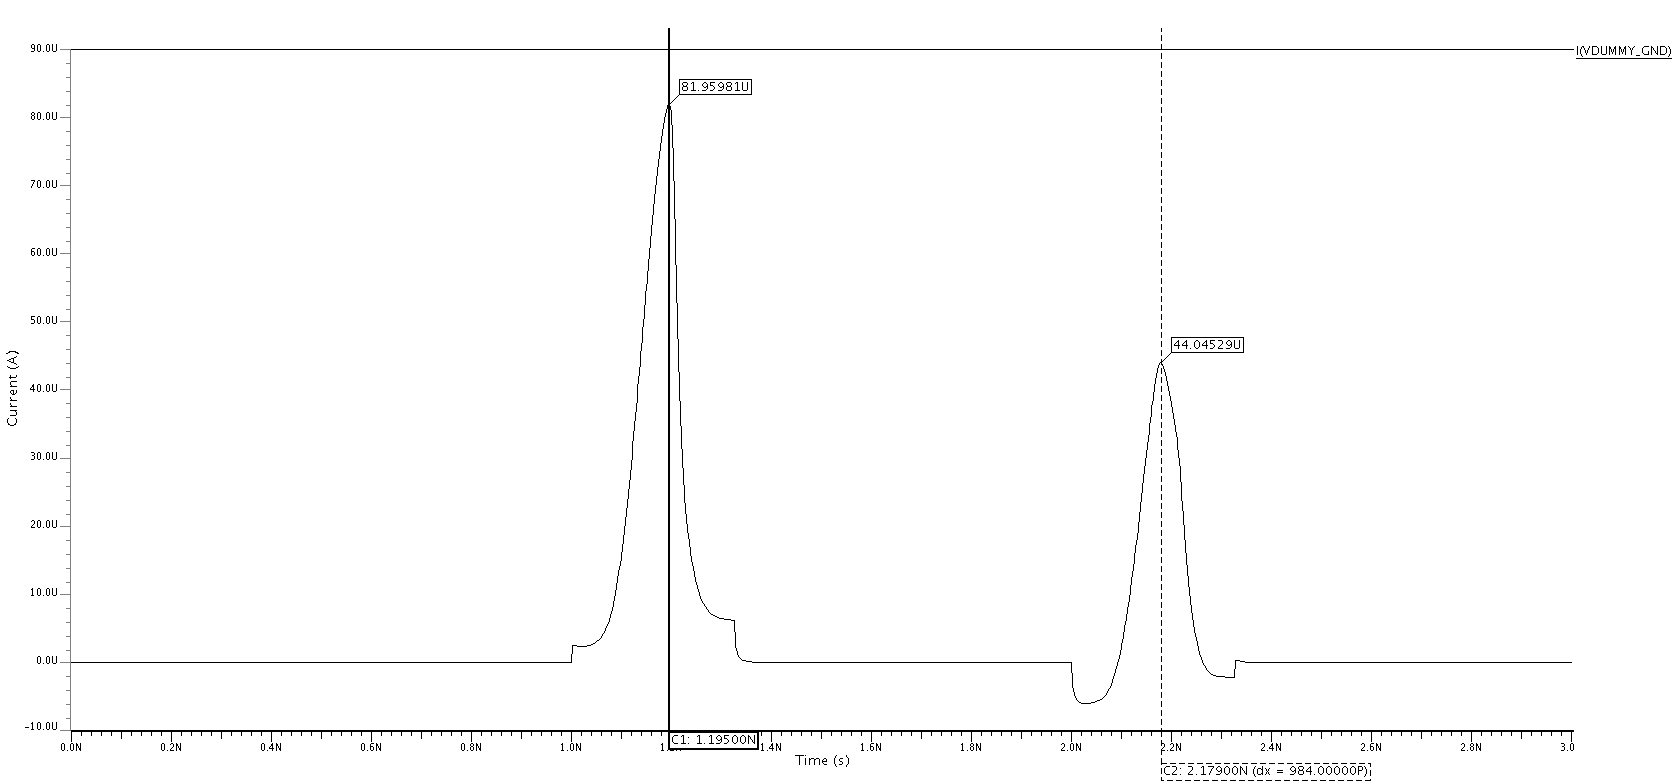 90.0U
I(VDUMMY_GND)
81.95981U
80.0U
70.0U
60.0U
50.0U
44.04529U
40.0U
Current (A)
30.0U
20.0U
10.0U
0.0U
-10.0U
C1: 1.19500N
0.0N 0.2N 0.4N 0.6N 0.8N 1.0N 1.4N 1.6N 1.8N 2.0N 2.2N 2.4N 2.6N 2.8N 3.0
Time (s)
C2: 2.17900N (dx = 984.00000P)